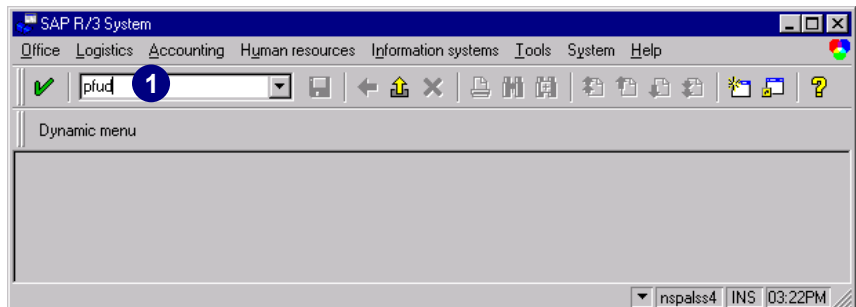 SAP R/3 System
Office Logistics Accounting Human resources Information systems Tools System Help
pfud 1
Dynamic menu
nspalss4 INS 03:22PM